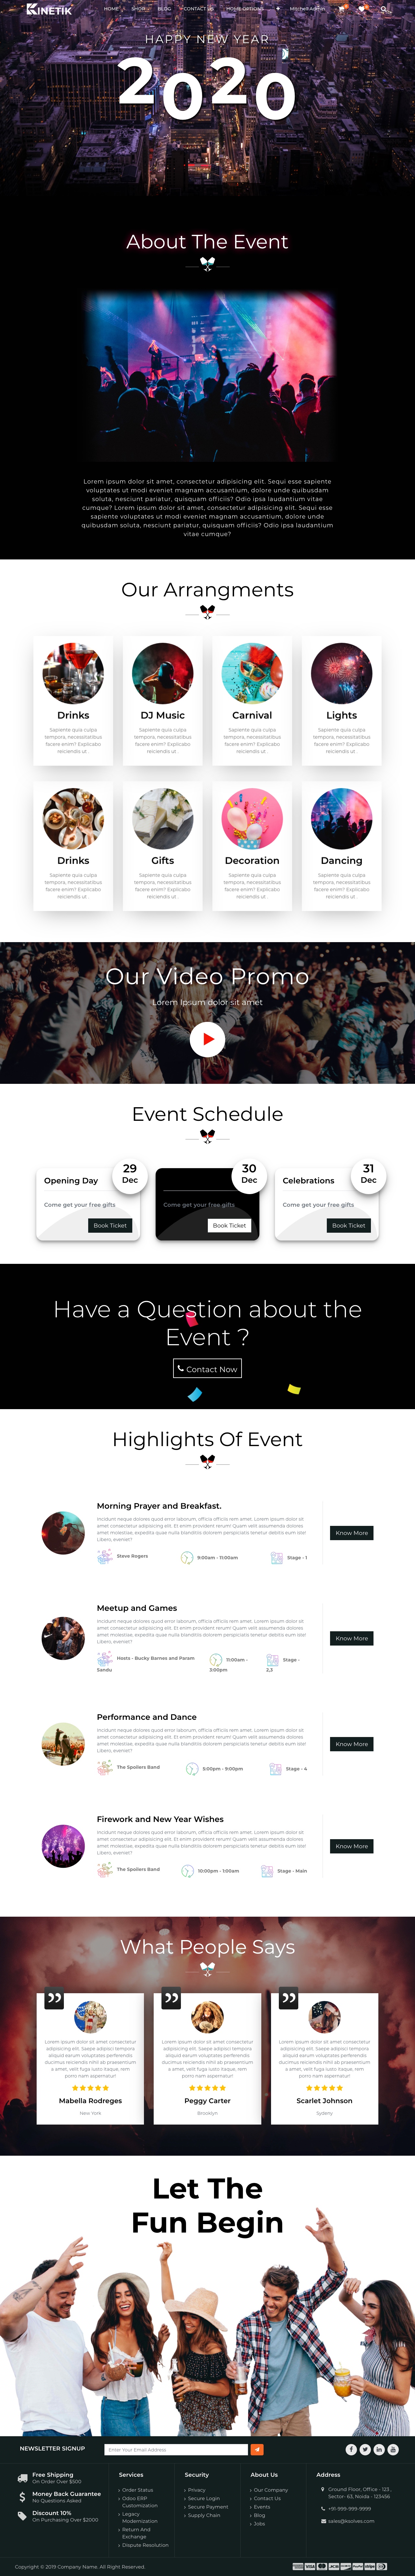 KINETIK
HOME SHOP BLOG CONTACT US HOME OPTIONS + Mitchell Admin
HAPPY NEW YEAR
2020
About The Event
Lorem ipsum dolor sit amet, consectetur adipisicing elit. Sequi esse sapiente
voluptates ut modi eveniet magnam accusantium, dolore unde quibusdam
soluta, nesciunt pariatur, quisquam officiis? Odio ipsa laudantium vitae
cumque? Lorem ipsum dolor sit amet, consectetur adipisicing elit. Sequi esse
sapiente voluptates ut modi eveniet magnam accusantium, dolore unde
quibusdam soluta, nesciunt pariatur, quisquam officiis? Odio ipsa laudantium
vitae cumque?
Our Arrangments
Drinks
Sapiente quia culpa
tempora, necessitatibus
facere enim? Explicabo
reiciendis ut .
DJ Music
Sapiente quia culpa
tempora, necessitatibus
facere enim? Explicabo
reiciendis ut .
Carnival
Sapiente quia culpa
tempora, necessitatibus
facere enim? Explicabo
reiciendis ut .
Lights
Sapiente quia culpa
tempora, necessitatibus
facere enim? Explicabo
reiciendis ut .
Drinks
Sapiente quia culpa
tempora, necessitatibus
facere enim? Explicabo
reiciendis ut .
Gifts
Sapiente quia culpa
tempora, necessitatibus
facere enim? Explicabo
reiciendis ut .
Decoration
Sapiente quia culpa
tempora, necessitatibus
facere enim? Explicabo
reiciendis ut .
Dancing
Sapiente quia culpa
tempora, necessitatibus
facere enim? Explicabo
reiciendis ut .
Our Video Promo
Lorem Ipsum dolor sit amet
Event Schedule
29
Dec
Opening Day
Come get your free gifts
Book Ticket
30
Dec
Come get your free gifts
Book Ticket
31
Dec
Celebrations
Come get your free gifts
Book Ticket
Have a Question about the
Event ?
Contact Now
Highlights Of Event
Morning Prayer and Breakfast.
Incidunt neque dolores quod error laborum, officia officiis rem amet. Lorem ipsum dolor sit
amet consectetur adipisicing elit. Et enim provident rerum! Quam velit assumenda dolores
amet molestiae, expedita quae nulla blanditiis dolorem perspiciatis tenetur debitis eum iste!
Libero, eveniet?
Steve Rogers
9:00am - 11:00am
Stage - 1
Know More
Meetup and Games
Incidunt neque dolores quod error laborum, officia officiis rem amet. Lorem ipsum dolor sit
amet consectetur adipisicing elit. Et enim provident rerum! Quam velit assumenda dolores
amet molestiae, expedita quae nulla blanditiis dolorem perspiciatis tenetur debitis eum iste!
Libero, eveniet?
Hosts - Bucky Barnes and Param
Sandu
11:00am -
3:00pm
Stage -
2,3
Know More
Performance and Dance
Incidunt neque dolores quod error laborum, officia officiis rem amet. Lorem ipsum dolor sit
amet consectetur adipisicing elit. Et enim provident rerum! Quam velit assumenda dolores
amet molestiae, expedita quae nulla blanditiis dolorem perspiciatis tenetur debitis eum iste!
Libero, eveniet?
The Spoilers Band
5:00pm - 9:00pm
Stage - 4
Know More
Firework and New Year Wishes
Incidunt neque dolores quod error laborum, officia officiis rem amet. Lorem ipsum dolor sit
amet consectetur adipisicing elit. Et enim provident rerum! Quam velit assumenda dolores
amet molestiae, expedita quae nulla blanditiis dolorem perspiciatis tenetur debitis eum iste!
Libero, eveniet?
The Spoilers Band
10:00pm - 1:00am
Stage - Main
Know More
What People Says
Lorem ipsum dolor sit amet consectetur
adipisicing elit. Saepe adipisci tempora
aliquid earum voluptates perferendis
ducimus reiciendis nihil ab praesentium
a amet, velit fuga iusto itaque, rem
porro nam aspernatur!
Mabella Rodreges
New York
Lorem ipsum dolor sit amet consectetur
adipisicing elit. Saepe adipisci tempora
aliquid earum voluptates perferendis
ducimus reiciendis nihil ab praesentium
a amet, velit fuga iusto itaque, rem
porro nam aspernatur!
Peggy Carter
Brooklyn
Lorem ipsum dolor sit amet consectetur
adipisicing elit. Saepe adipisci tempora
aliquid earum voluptates perferendis
ducimus reiciendis nihil ab praesentium
a amet, velit fuga iusto itaque, rem
porro nam aspernatur!
Scarlet Johnson
Sydeny
Let The
Fun Begin
NEWSLETTER SIGNUP
Enter Your Email Address
Free Shipping
On Order Over $500
Money Back Guarantee
No Questions Asked
Discount 10%
On Purchasing Over $2000
Services
Order Status
Odoo ERP
Customization
Legacy
Modernization
Return And
Exchange
Dispute Resolution
Security
Privacy
Secure Login
Secure Payment
Supply Chain
About Us
Our Company
Contact Us
Events
Blog
Jobs
Address
Ground Floor, Office - 123 ,
Sector- 63, Noida - 123456
+91-999-999-9999
sales@ksolves.com
Copyright © 2019 Company Name. All Right Reserved.